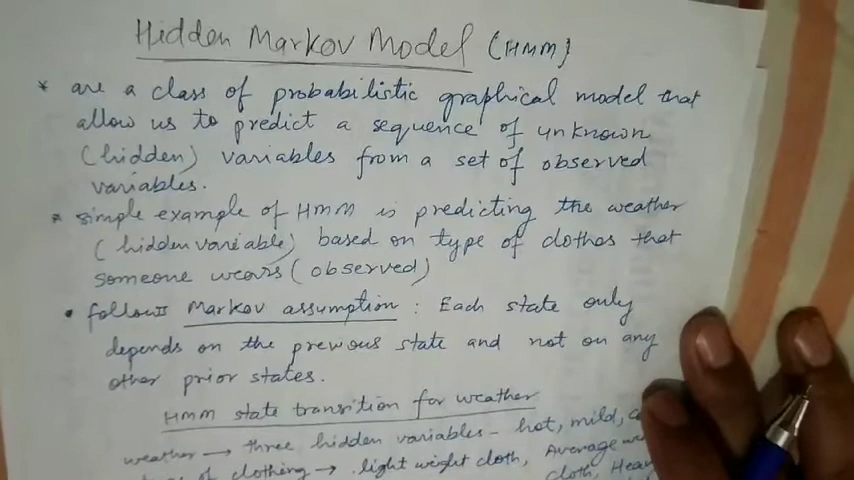 Hidden Markov Model (HMM)
* are a class of probabilistic graphical model that
allow us to predict a sequence of unknown
(hidden) variables from a set of observed
variables.
* simple example of HMM is predicting the weather
(hidden variable) based on type of clothes that
someone wears (observed)
• follows Markov assumption : Each state only
depends on the previous state and not on any
other prior states.
HMM state transition for weather
weather → three hidden variables - hot, mild,
of clothing → light weight cloth, Average
cloth,